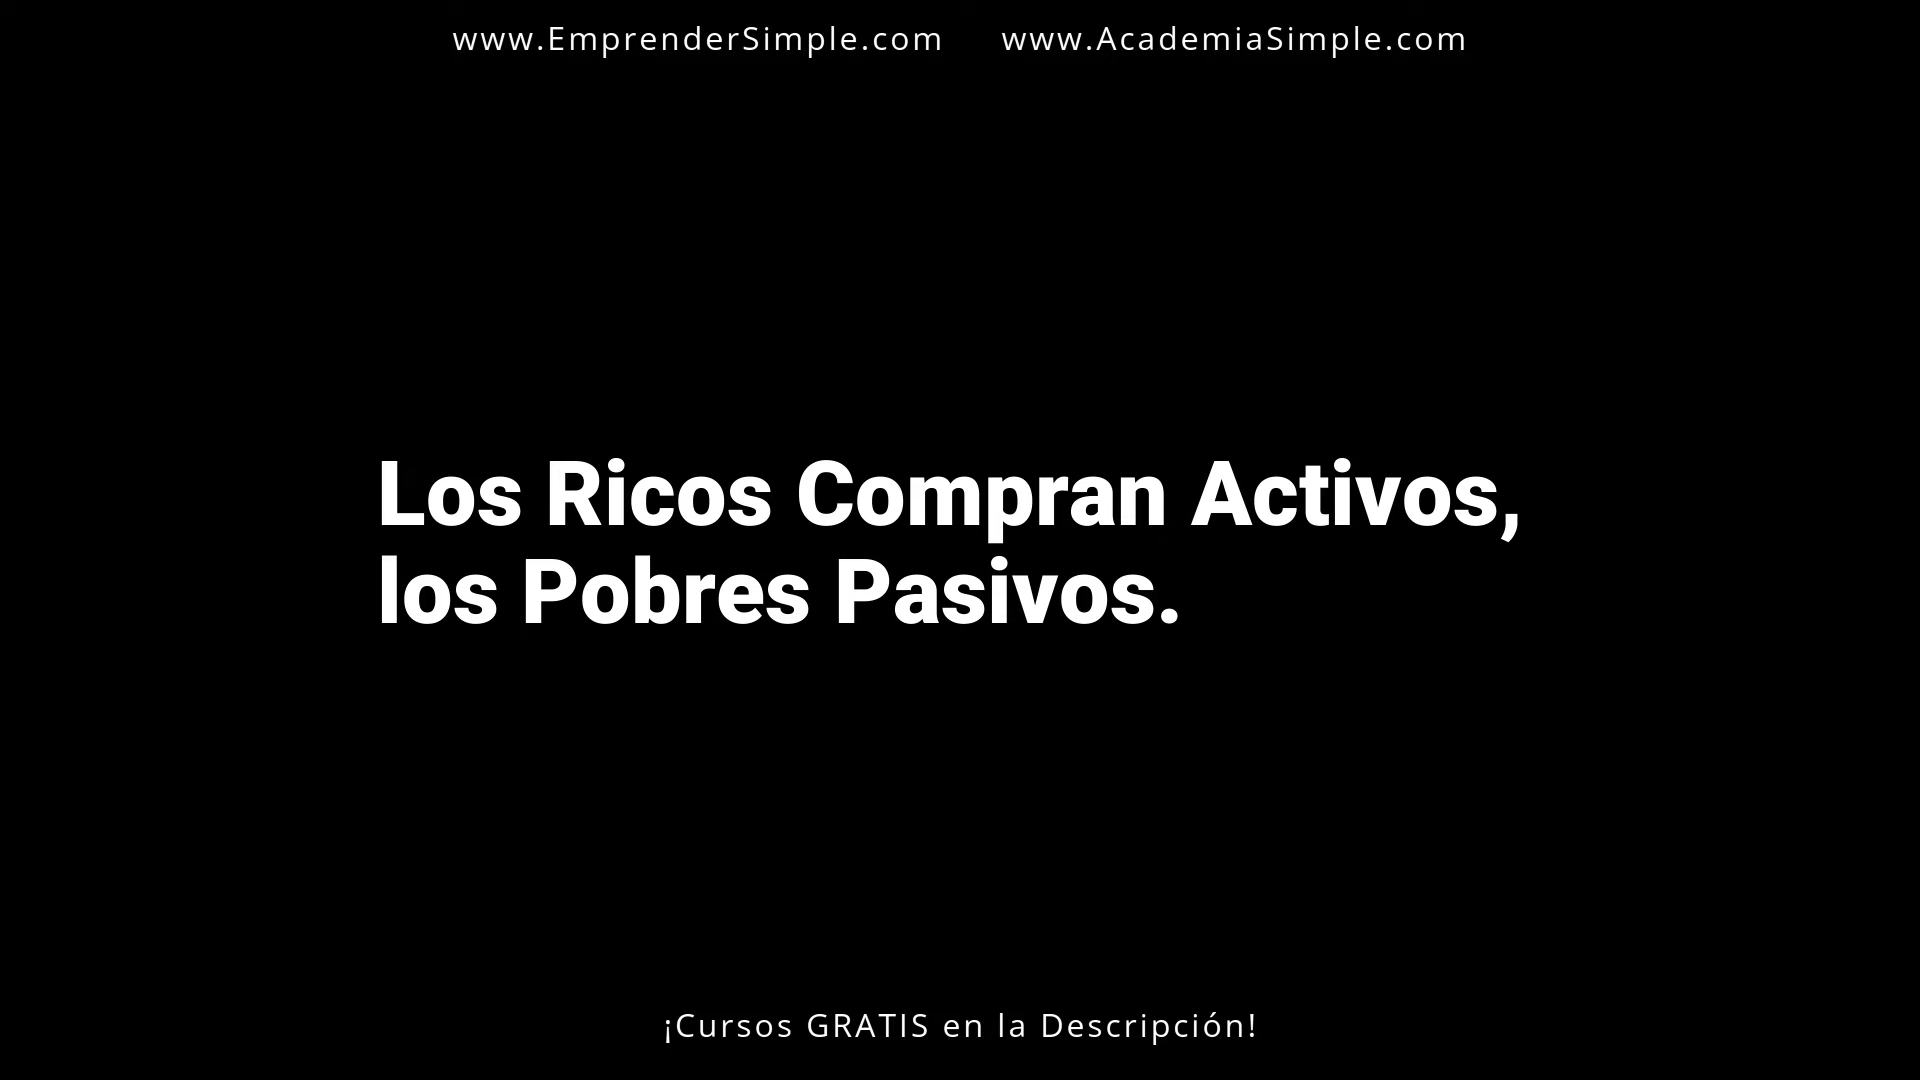 www.EmprenderSimple.com www.AcademiaSimple.com
Los Ricos Compran Activos,
los Pobres Pasivos.
¡Cursos GRATIS en la Descripción!